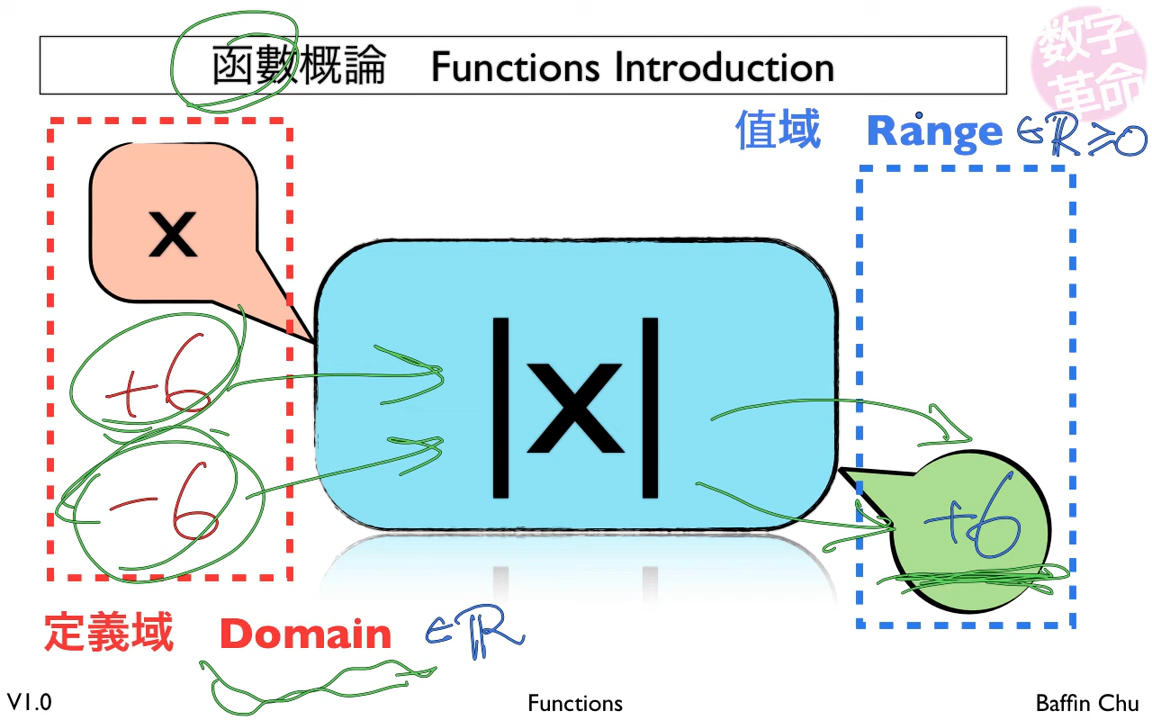 函數概論 Functions Introduction
数字
革命
值域 Range ∈ℝ≥0
x
|x|
+6
-6
+6
定義域 Domain ∈ℝ
V1.0 Functions Baffin Chu